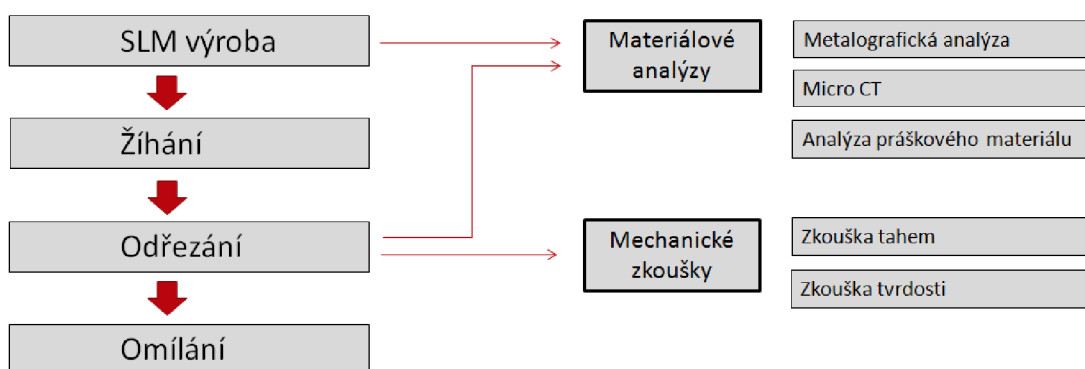 SLM výroba
Žíhání
Odřezání
Omílání
Materiálové
analýzy
Metalografická analýza
Micro CT
Analýza práškového materiálu
Mechanické
zkoušky
Zkouška tahem
Zkouška tvrdosti